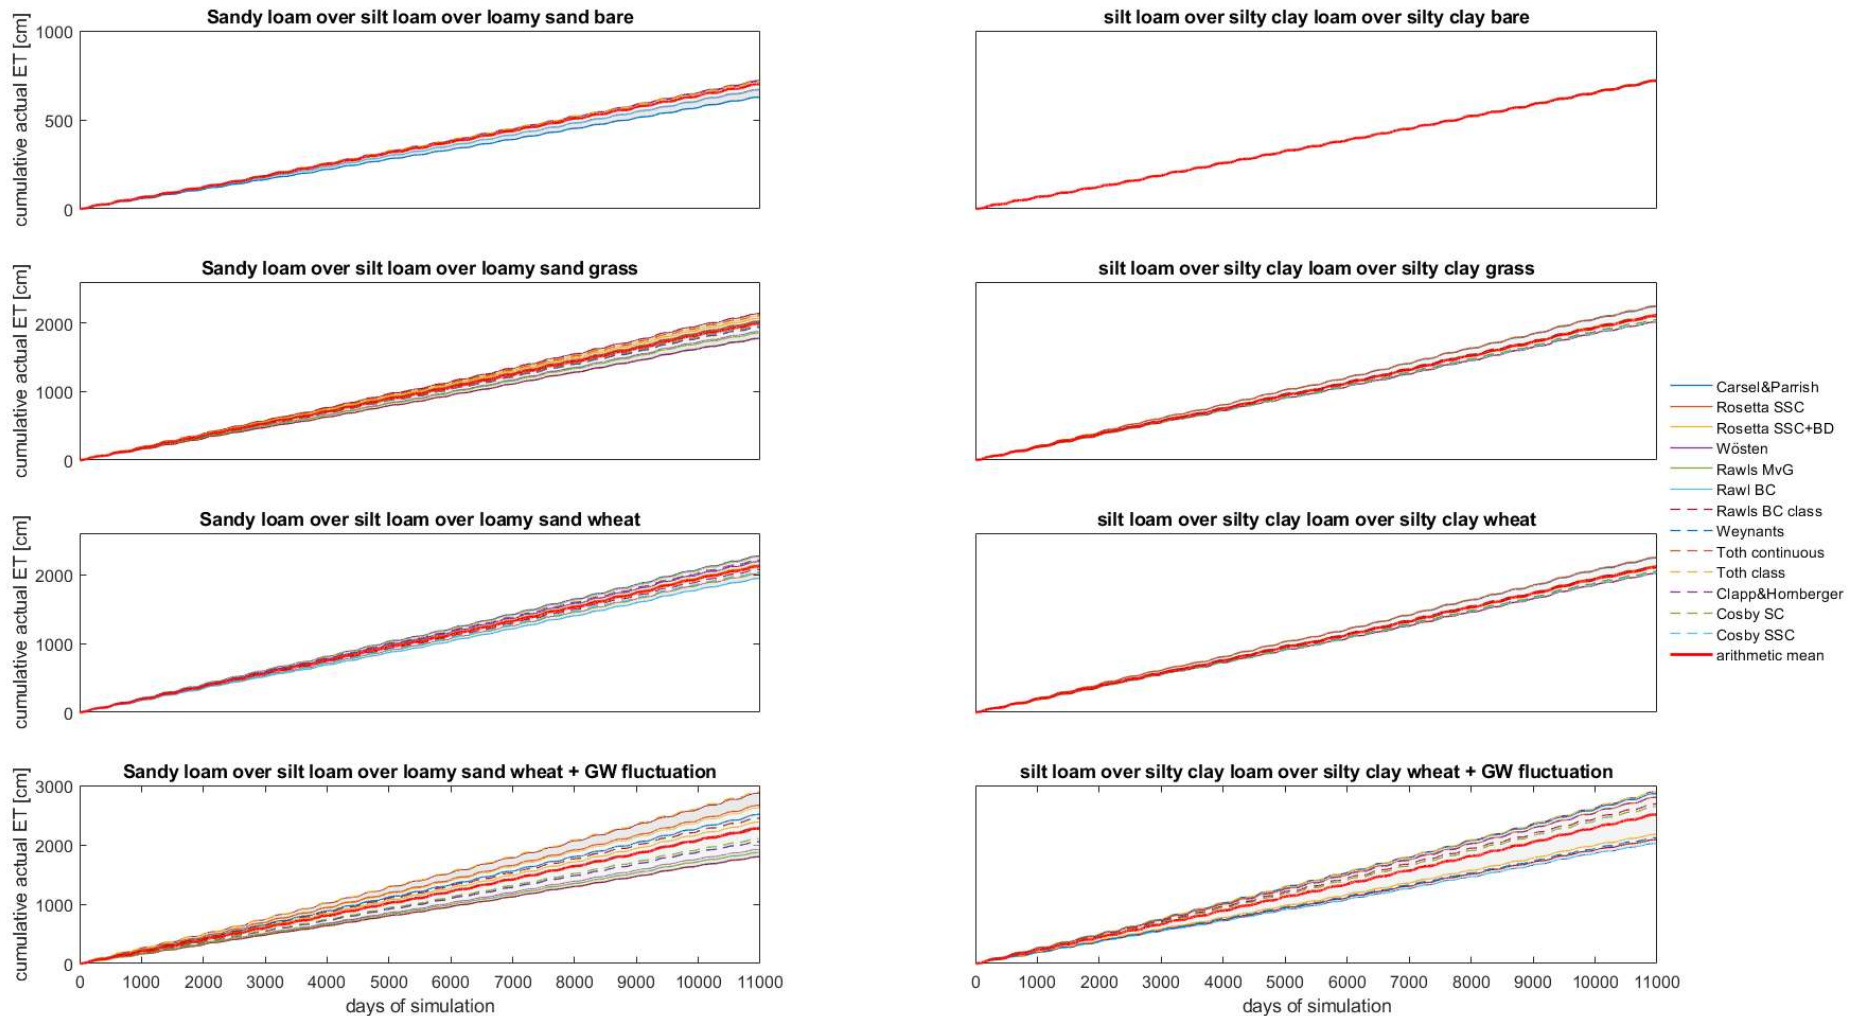 Sandy loam over silt loam over loamy sand bare
silt loam over silty clay loam over silty clay bare
cumulative actual ET [cm]
1000
500
0
Sandy loam over silt loam over loamy sand grass
silt loam over silty clay loam over silty clay grass
cumulative actual ET [cm]
2000
1000
0
Sandy loam over silt loam over loamy sand wheat
silt loam over silty clay loam over silty clay wheat
cumulative actual ET [cm]
2000
1000
0
Sandy loam over silt loam over loamy sand wheat + GW fluctuation
silt loam over silty clay loam over silty clay wheat + GW fluctuation
cumulative actual ET [cm]
3000
2000
1000
0
0 1000 2000 3000 4000 5000 6000 7000 8000 9000 10000 11000
days of simulation
0 1000 2000 3000 4000 5000 6000 7000 8000 9000 10000 11000
days of simulation
Carsel&Parrish
Rosetta SSC
Rosetta SSC+BD
Wösten
Rawls MvG
Rawl BC
Rawls BC class
Weynants
Toth continuous
Toth class
Clapp&Hornberger
Cosby SC
Cosby SSC
arithmetic mean